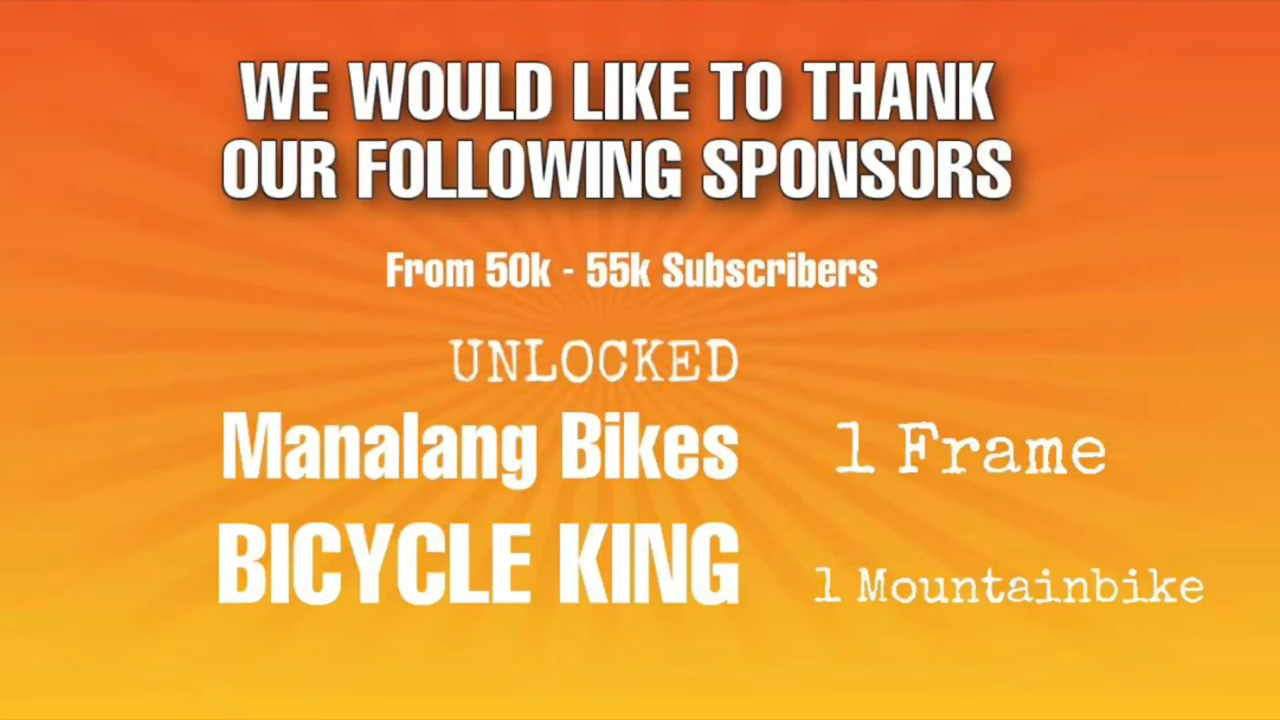 WE WOULD LIKE TO THANK
OUR FOLLOWING SPONSORS
From 50k - 55k Subscribers
UNLOCKED
Manalang Bikes 1 Frame
BICYCLE KING 1 Mountainbike